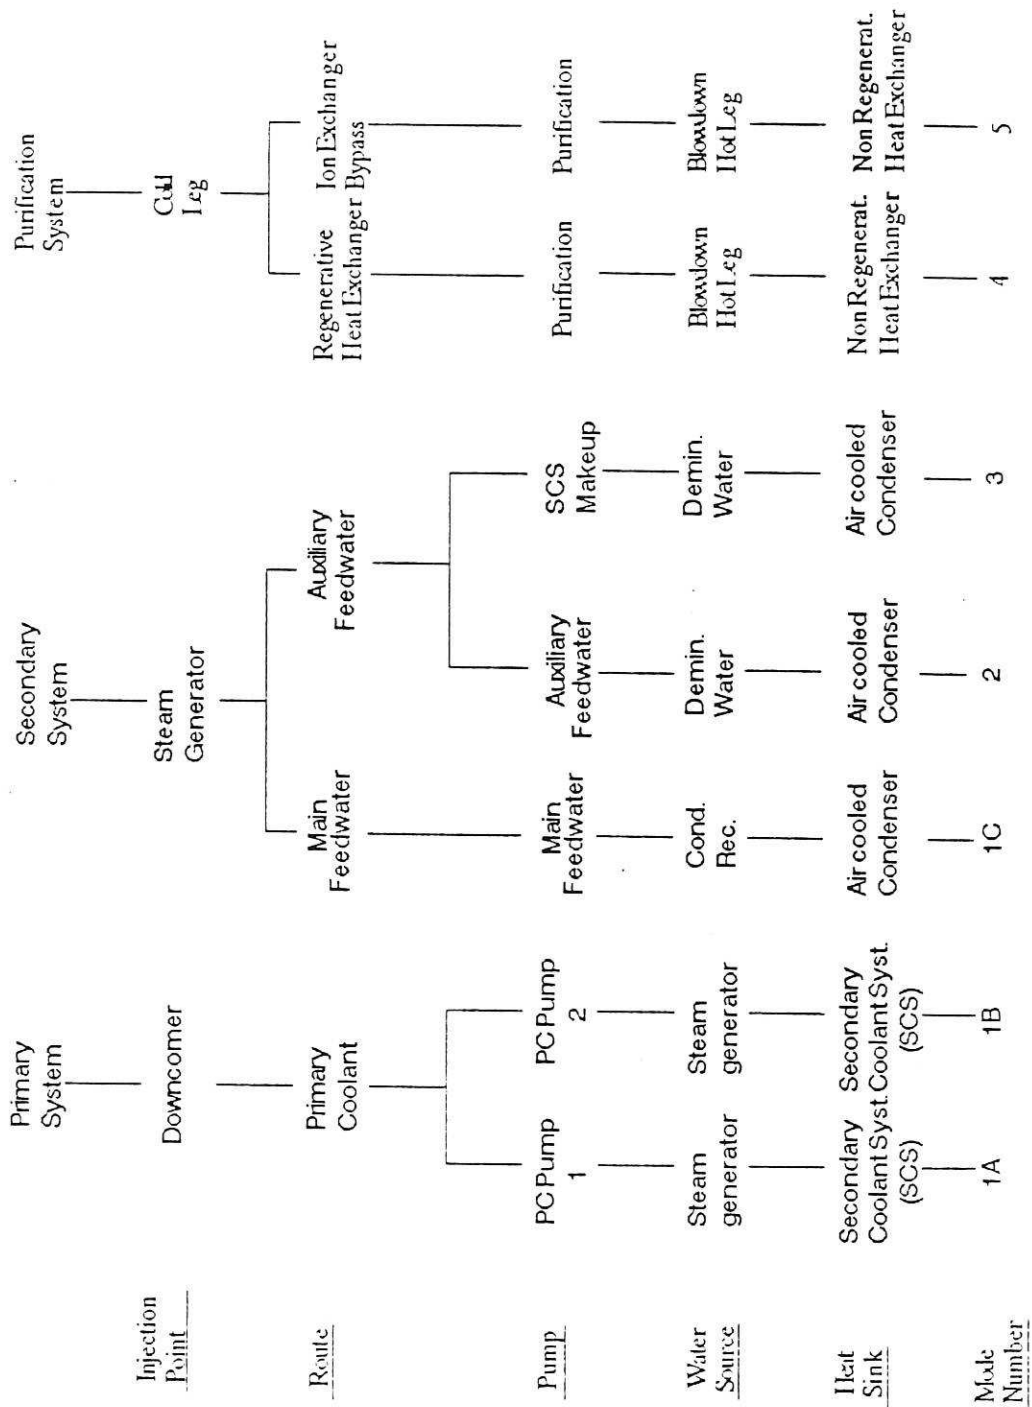 Primary
System
Secondary
System
Purification
System
Injection
Point
Downcomer
Steam
Generator
Cold
Leg
Route
Primary
Coolant
Main
Feedwater
Auxiliary
Feedwater
Regenerative
Heat Exchanger
Ion Exchanger
Bypass
Pump
PC Pump
1
PC Pump
2
Main
Feedwater
Auxiliary
Feedwater
SCS
Makeup
Purification
Purification
Water
Source
Steam
generator
Steam
generator
Cond.
Rec.
Demin.
Water
Demin.
Water
Blowdown
Hot Leg
Blowdown
Hot Leg
Heat
Sink
Secondary
Coolant Syst.
(SCS)
Secondary
Coolant Syst.
(SCS)
Air cooled
Condenser
Air cooled
Condenser
Air cooled
Condenser
Non Regenerat.
Heat Exchanger
Non Regenerat.
Heat Exchanger
Mode
Number
1A
1B
1C
2
3
4
5